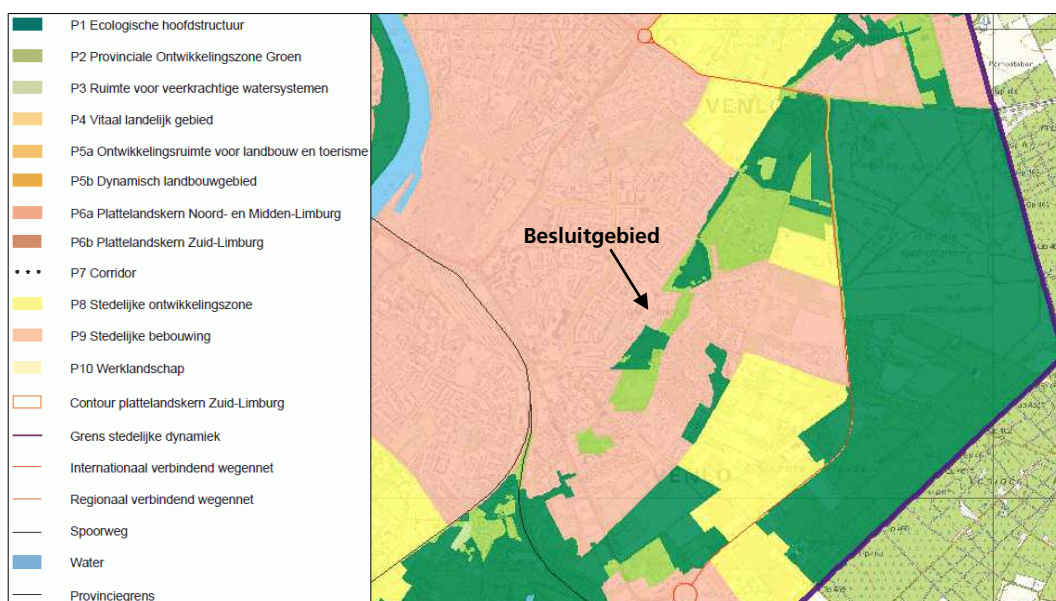 P1 Ecologische hoofdstructuur
P2 Provinciale Ontwikkelingszone Groen
P3 Ruimte voor veerkrachtige watersystemen
P4 Vitaal landelijk gebied
P5a Ontwikkelingsruimte voor landbouw en toerisme
P5b Dynamisch landbouwgebied
P6a Plattelandskern Noord- en Midden-Limburg
P6b Plattelandskern Zuid-Limburg
P7 Corridor
P8 Stedelijke ontwikkelingszone
P9 Stedelijke bebouwing
P10 Werklandschap
Contour plattelandskern Zuid-Limburg
Grens stedelijke dynamiek
Internationaal verbindend wegennet
Regionaal verbindend wegennet
Spoorweg
Water
Provinciegrens
VENLO
Besluitgebied
VENLO